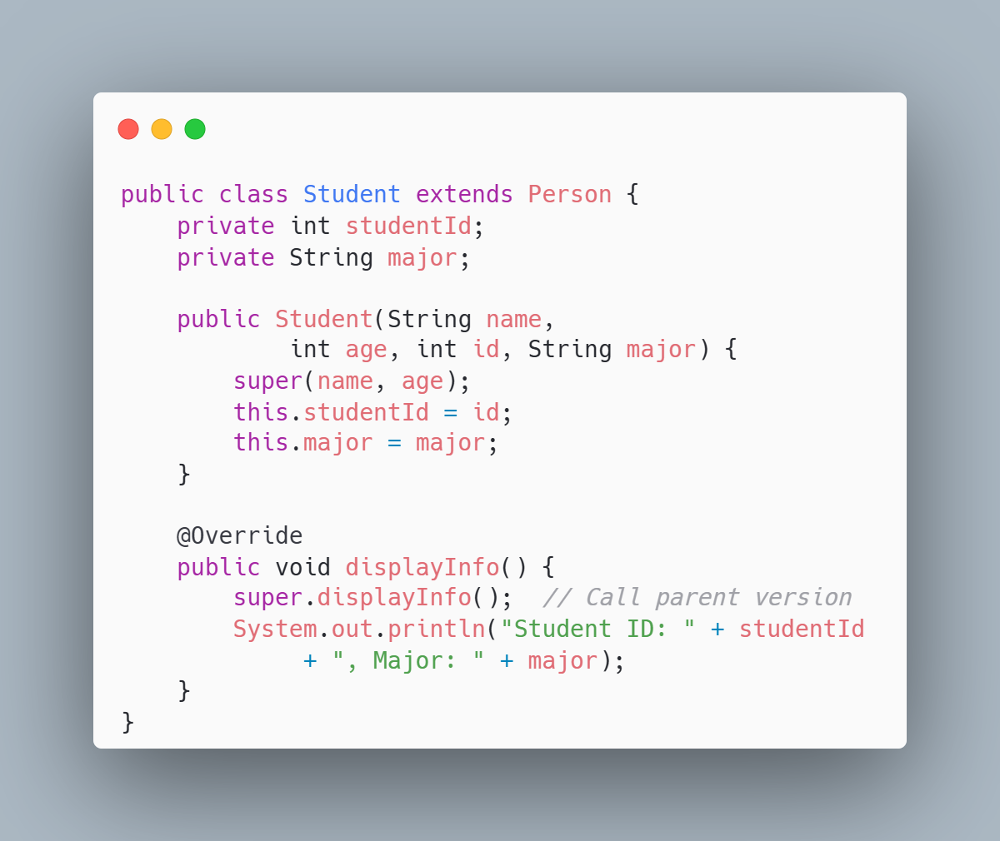 public class Student extends Person {
    private int studentId;
    private String major;

    public Student(String name,
            int age, int id, String major) {
        super(name, age);
        this.studentId = id;
        this.major = major;
    }

    @Override
    public void displayInfo() {
        super.displayInfo();  // Call parent version
        System.out.println("Student ID: " + studentId
             + ", Major: " + major);
    }
}